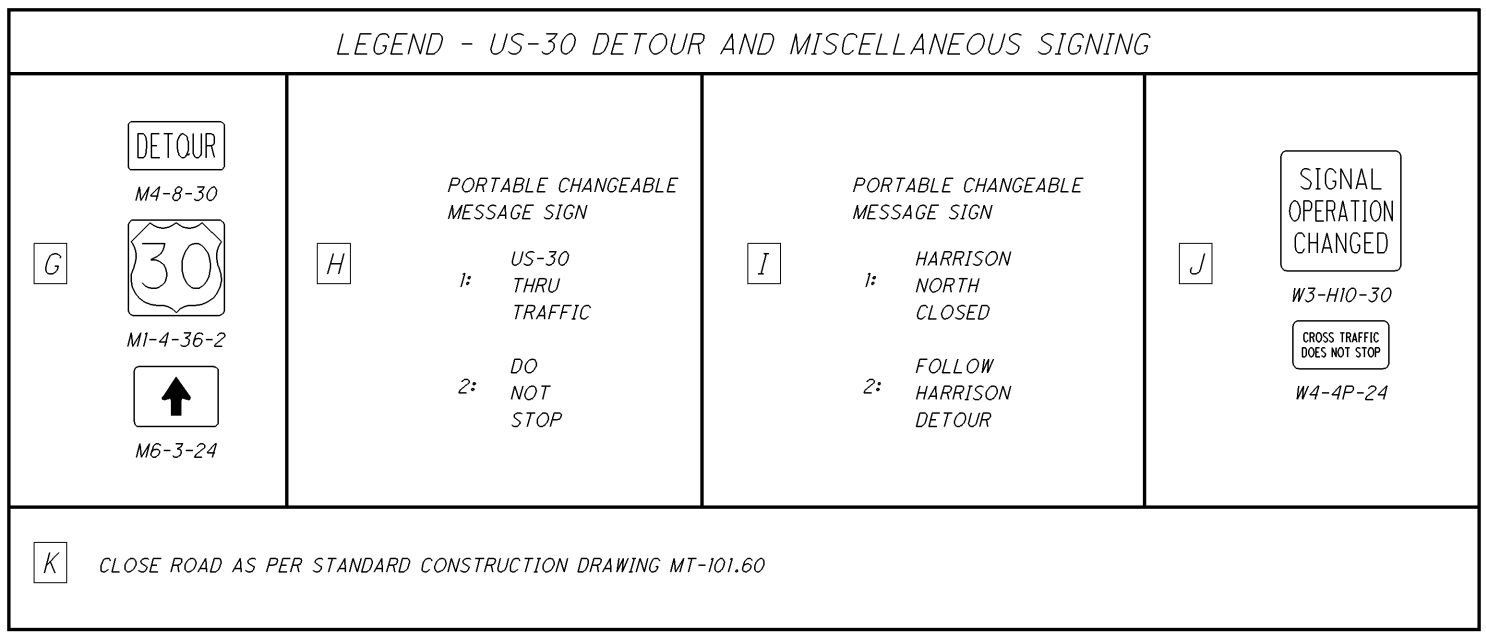 LEGEND - US-30 DETOUR AND MISCELLANEOUS SIGNING
G
DETOUR
M4-8-30
30
M1-4-36-2
M6-3-24
H
PORTABLE CHANGEABLE
MESSAGE SIGN
1:
US-30
THRU
TRAFFIC
2:
DO
NOT
STOP
I
PORTABLE CHANGEABLE
MESSAGE SIGN
1:
HARRISON
NORTH
CLOSED
2:
FOLLOW
HARRISON
DETOUR
J
SIGNAL
OPERATION
CHANGED
W3-H10-30
CROSS TRAFFIC
DOES NOT STOP
W4-4P-24
K
CLOSE ROAD AS PER STANDARD CONSTRUCTION DRAWING MT-101.60